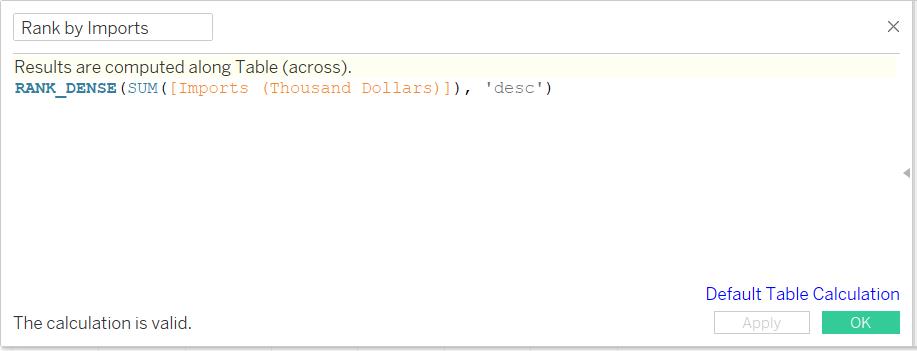 Rank by Imports
Results are computed along Table (across).
RANK_DENSE(SUM([Imports (Thousand Dollars)]), 'desc')
Default Table Calculation
The calculation is valid.
Apply
OK